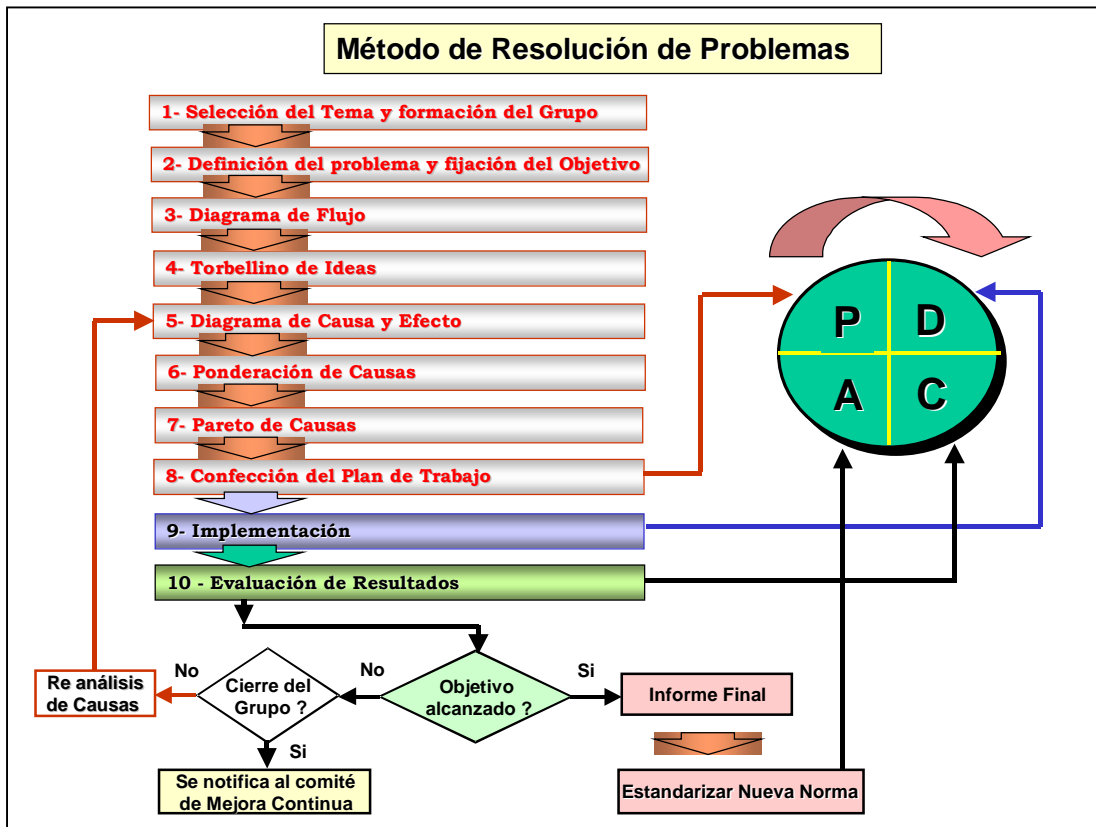 Método de Resolución de Problemas
1- Selección del Tema y formación del Grupo
2- Definición del problema y fijación del Objetivo
3- Diagrama de Flujo
4- Torbellino de Ideas
5- Diagrama de Causa y Efecto
6- Ponderación de Causas
7- Pareto de Causas
8- Confección del Plan de Trabajo
9- Implementación
10 - Evaluación de Resultados
P D
A C
No
No
Si
Re análisis
de Causas
Cierre del
Grupo ?
Objetivo
alcanzado ?
Informe Final
Si
Se notifica al comité
de Mejora Continua
Estandarizar Nueva Norma